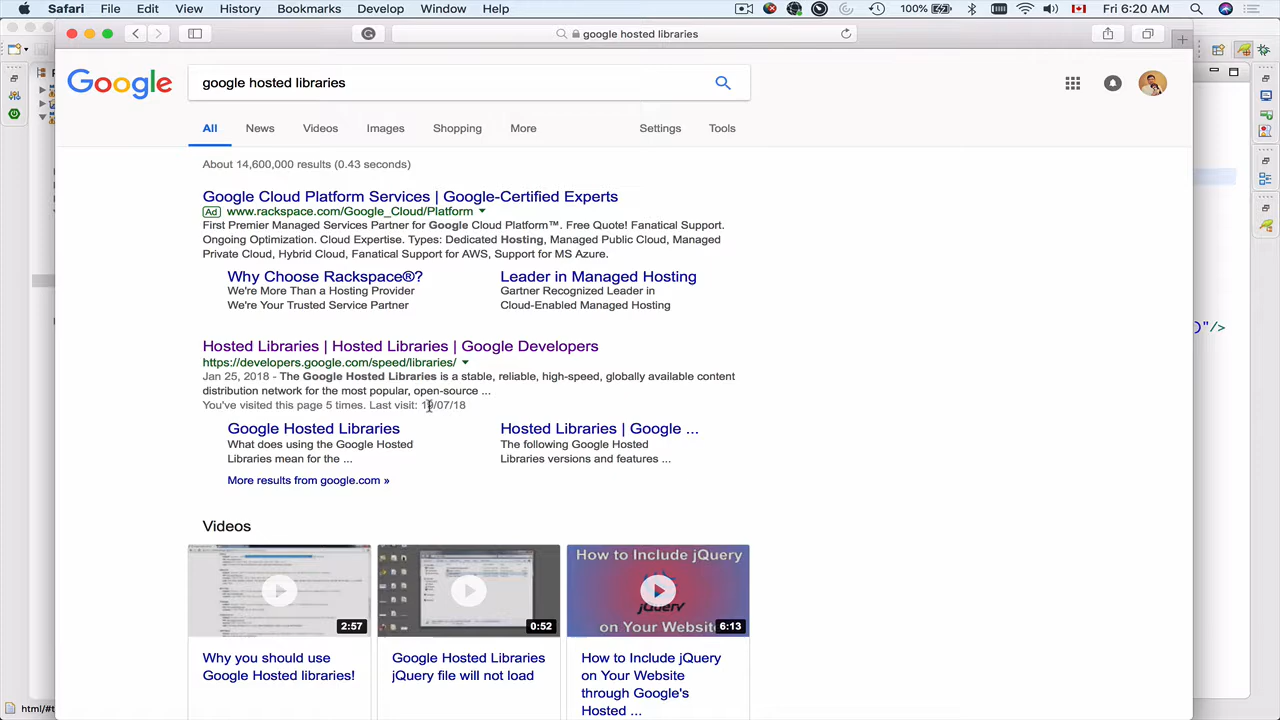 Safari File Edit View History Bookmarks Develop Window Help 100% Fri 6:20 AM
google hosted libraries
Google google hosted libraries
All News Videos Images Shopping More Settings Tools
About 14,600,000 results (0.43 seconds)
Google Cloud Platform Services | Google-Certified Experts
Ad www.rackspace.com/Google_Cloud/Platform
First Premier Managed Services Partner for Google Cloud Platform™. Free Quote! Fanatical Support.
Ongoing Optimization. Cloud Expertise. Types: Dedicated Hosting, Managed Public Cloud, Managed
Private Cloud, Hybrid Cloud, Fanatical Support for AWS, Support for MS Azure.
Why Choose Rackspace®?
We're More Than a Hosting Provider
We're Your Trusted Service Partner
Leader in Managed Hosting
Gartner Recognized Leader in
Cloud-Enabled Managed Hosting
)"/>
Hosted Libraries | Hosted Libraries | Google Developers
https://developers.google.com/speed/libraries/
Jan 25, 2018 - The Google Hosted Libraries is a stable, reliable, high-speed, globally available content
distribution network for the most popular, open-source ...
You've visited this page 5 times. Last visit:
Google Hosted Libraries
What does using the Google Hosted
Libraries mean for the ...
Hosted Libraries | Google ...
The following Google Hosted
Libraries versions and features ...
More results from google.com »
Videos
2:57
0:52
How to Include jQuery
jQuery
on Your Websit
6:13
Why you should use
Google Hosted libraries!
Google Hosted Libraries
jQuery file will not load
How to Include jQuery
on Your Website
through Google's
Hosted ...
html/#t